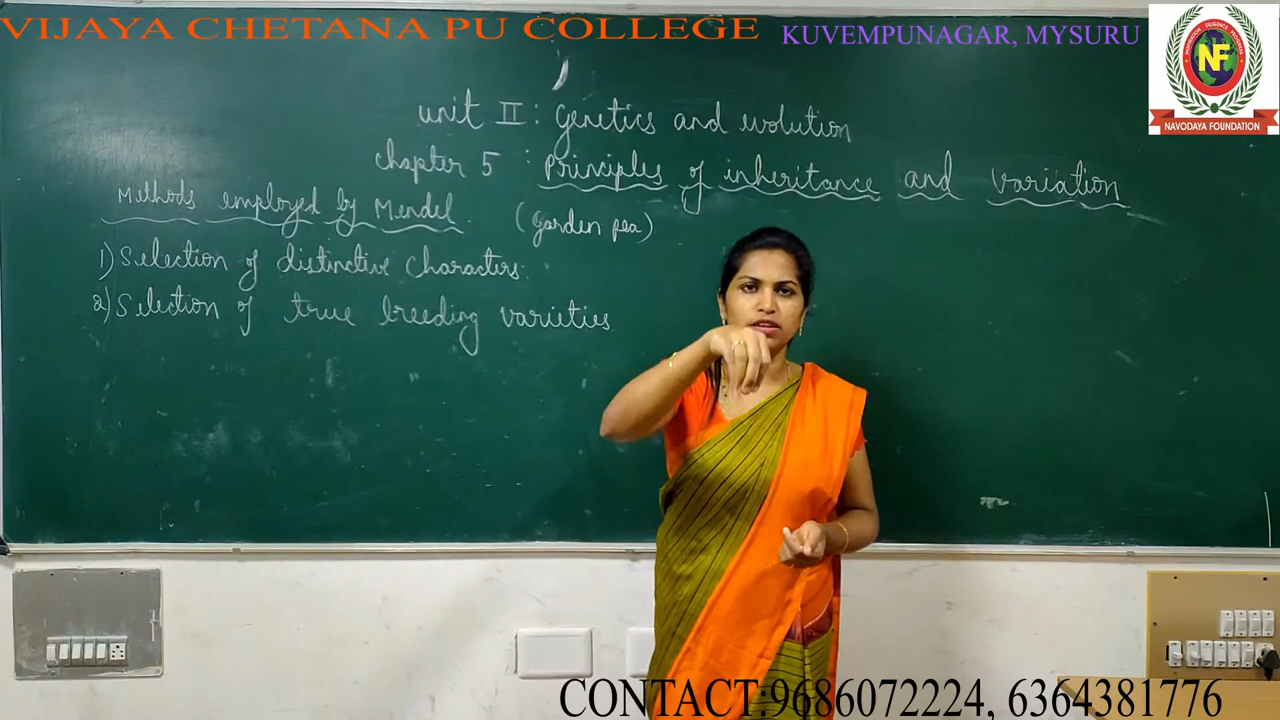 VIJAYA CHETANA PU COLLEGE
KUVEMPUNAGAR, MYSURU
NF
NAVODAYA FOUNDATION
unit II : Genetics and evolution
chapter 5 : Principles of inheritance and variation
Methods employed by Mendel. (Garden pea)
1) Selection of distinctive characters.
2) Selection of true breeding varieties
CONTACT:9686072224, 6364381776